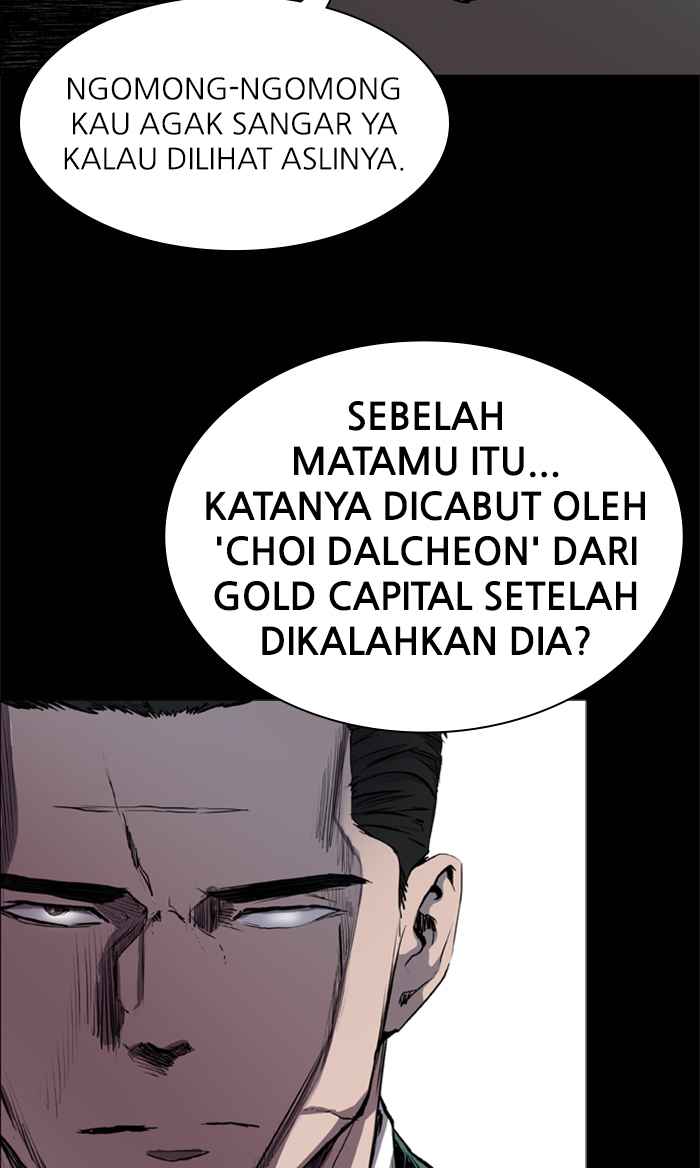 NGOMONG-NGOMONG
KAU AGAK SANGAR YA
KALAU DILIHAT ASLINYA.
SEBELAH
MATAMU ITU...
KATANYA DICABUT OLEH
'CHOI DALCHEON' DARI
GOLD CAPITAL SETELAH
DIKALAHKAN DIA?